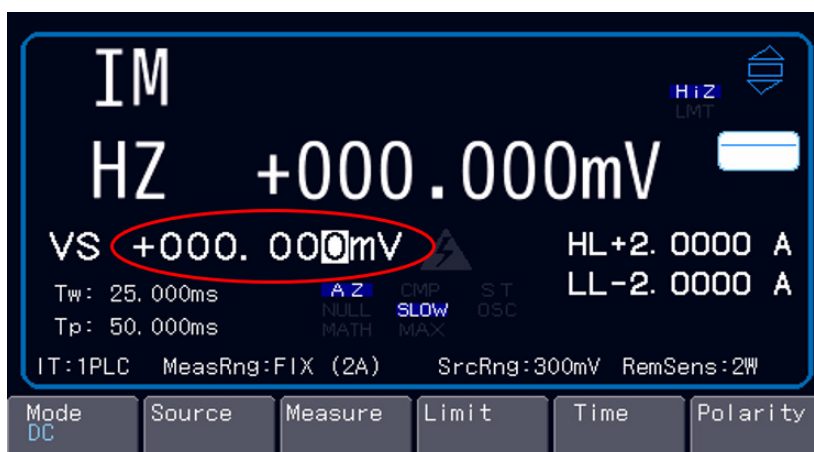 IM
HiZ
LMT
HZ +000.000mV
VS +000. 000mV HL+2. 0000 A
LL-2. 0000 A
Tw: 25. 000ms AZ CMP ST
NULL SLOW OSC
Tp: 50. 000ms MATH MAX
IT:1PLC MeasRng:FIX (2A) SrcRng:300mV RemSens:2W
Mode Source Measure Limit Time Polarity
DC